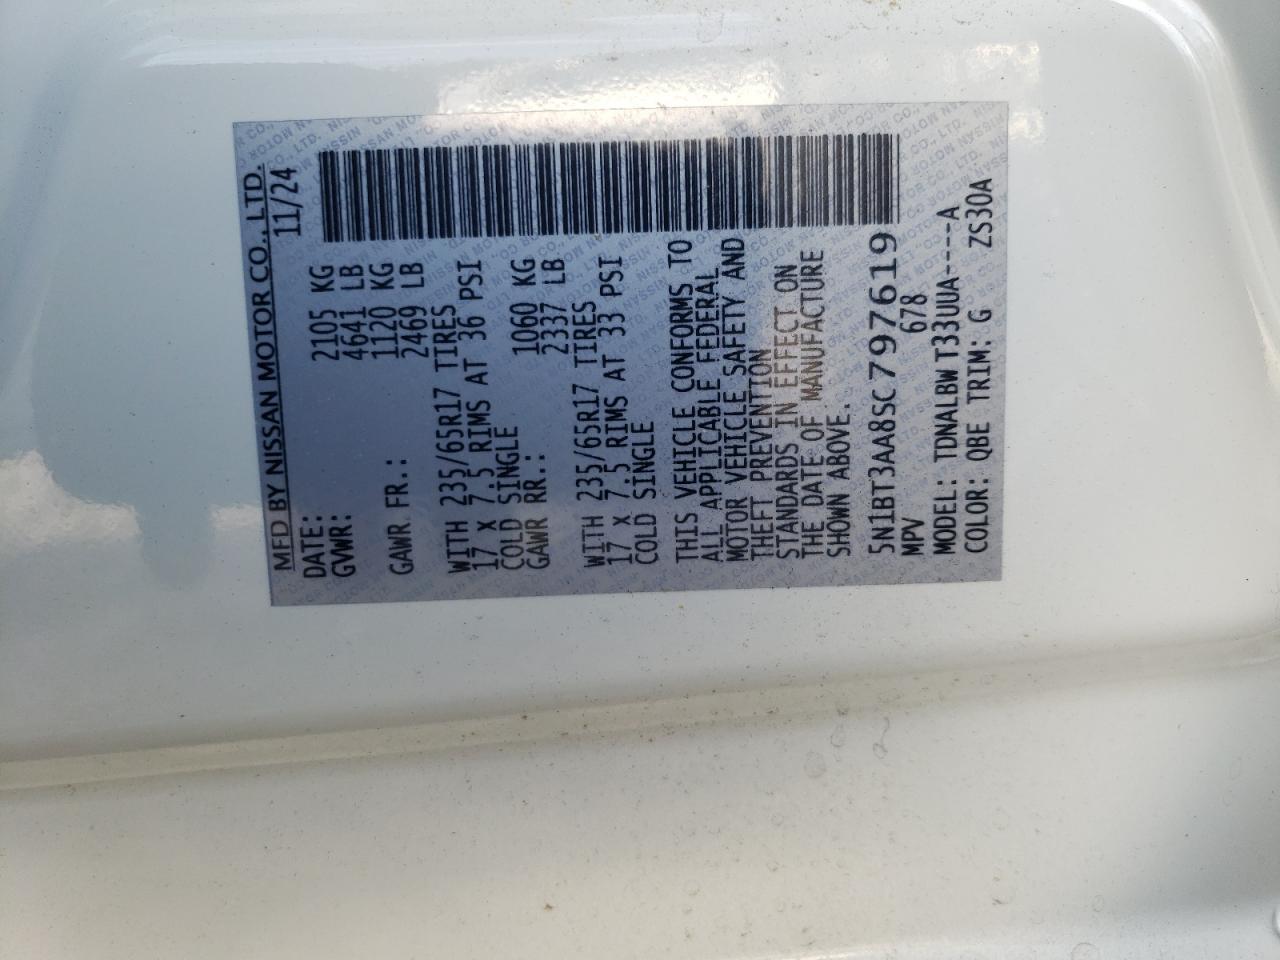 MFD BY NISSAN MOTOR CO., LTD.
DATE: 11/24
GVWR: 2105 KG
4641 LB
GAWR FR.: 1120 KG
2469 LB
WITH 235/65R17 TIRES
17 X 7.5 RIMS AT 36 PSI
COLD SINGLE
GAWR RR.: 1060 KG
2337 LB
WITH 235/65R17 TIRES
17 X 7.5 RIMS AT 33 PSI
COLD SINGLE
THIS VEHICLE CONFORMS TO
ALL APPLICABLE FEDERAL
MOTOR VEHICLE SAFETY AND
THEFT PREVENTION
STANDARDS IN EFFECT ON
THE DATE OF MANUFACTURE
SHOWN ABOVE.
5N1BT3AA8SC797619
MPV 678
MODEL: TDNALBW T33UUA-----A
COLOR: QBE TRIM: G ZS30A